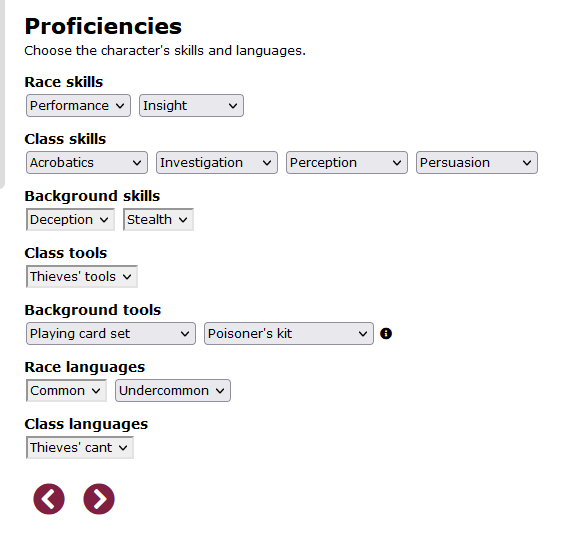 Proficiencies
Choose the character's skills and languages.
Race skills
Performance Insight
Class skills
Acrobatics Investigation Perception Persuasion
Background skills
Deception Stealth
Class tools
Thieves' tools
Background tools
Playing card set Poisoner's kit
Race languages
Common Undercommon
Class languages
Thieves' cant